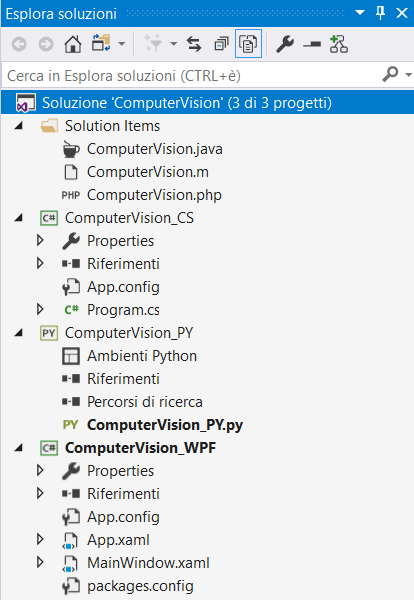 Esplora soluzioni
Cerca in Esplora soluzioni (CTRL+è)
Soluzione 'ComputerVision' (3 di 3 progetti)
Solution Items
ComputerVision.java
ComputerVision.m
PHP ComputerVision.php
C# ComputerVision_CS
Properties
Riferimenti
App.config
C# Program.cs
PY ComputerVision_PY
Ambienti Python
Riferimenti
Percorsi di ricerca
PY ComputerVision_PY.py
C# ComputerVision_WPF
Properties
Riferimenti
App.config
App.xaml
MainWindow.xaml
packages.config